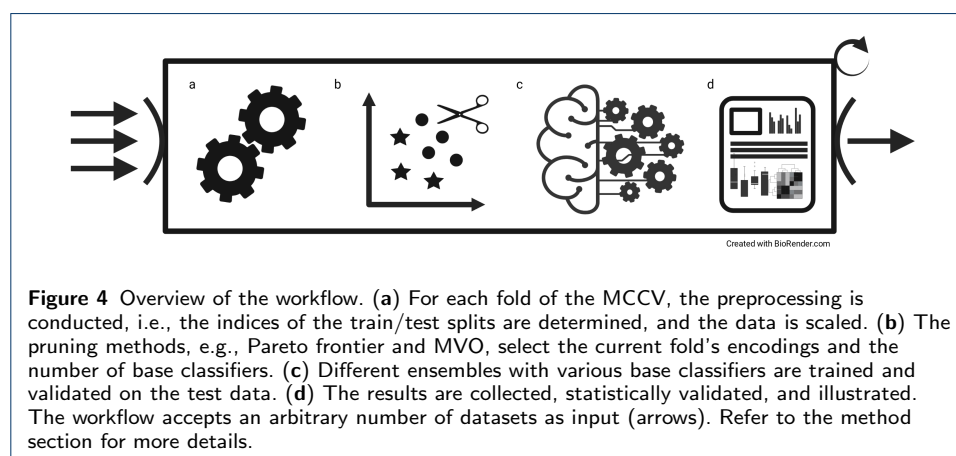 a
b
c
d
Created with BioRender.com
Figure 4 Overview of the workflow. (a) For each fold of the MCCV, the preprocessing is
conducted, i.e., the indices of the train/test splits are determined, and the data is scaled. (b) The
pruning methods, e.g., Pareto frontier and MVO, select the current fold's encodings and the
number of base classifiers. (c) Different ensembles with various base classifiers are trained and
validated on the test data. (d) The results are collected, statistically validated, and illustrated.
The workflow accepts an arbitrary number of datasets as input (arrows). Refer to the method
section for more details.